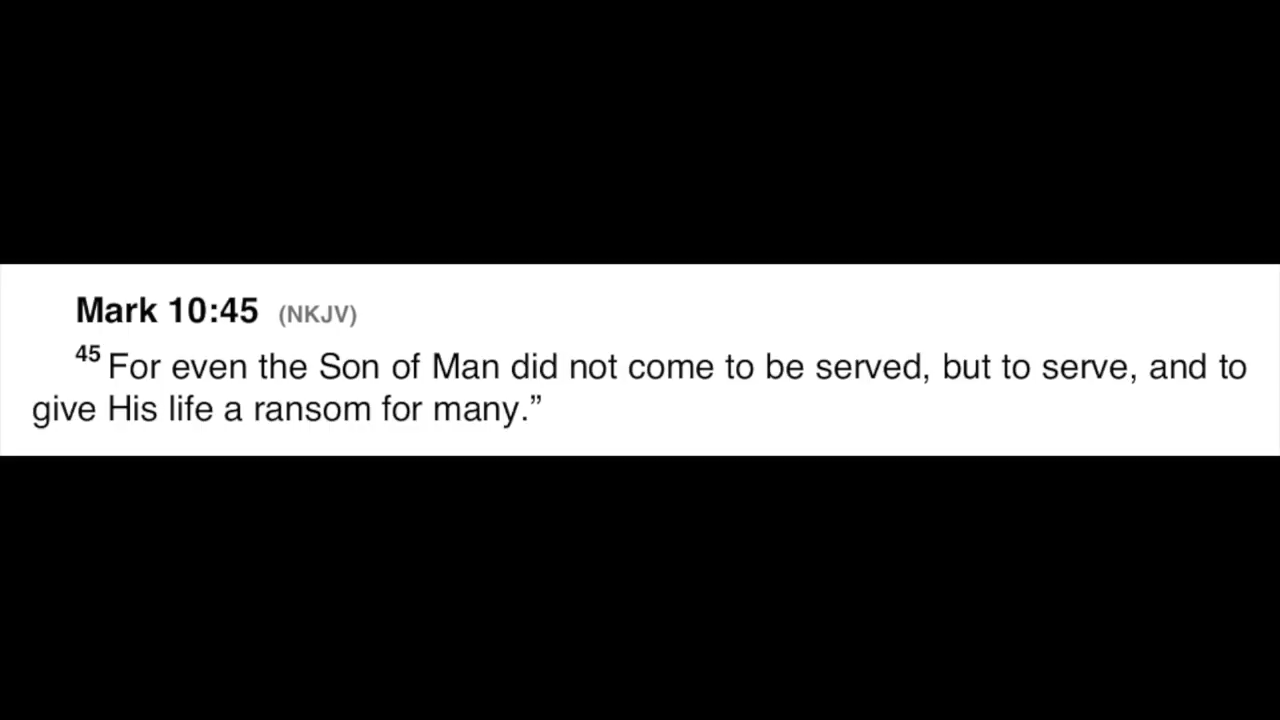 Mark 10:45 (NKJV)
45 For even the Son of Man did not come to be served, but to serve, and to
give His life a ransom for many.”